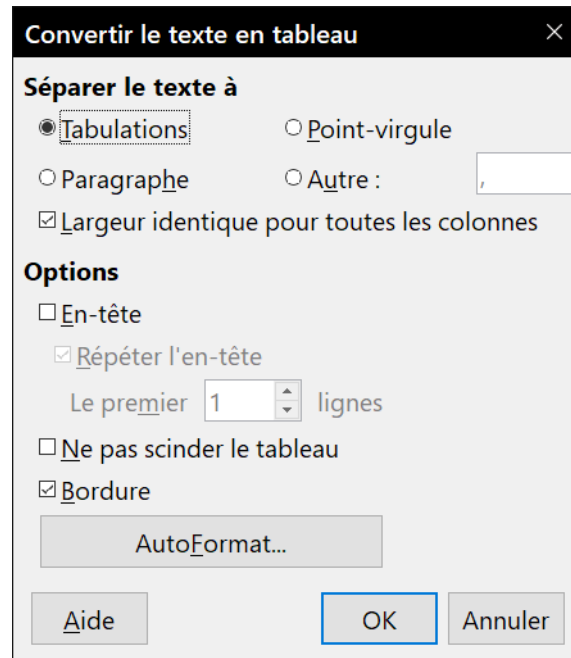 Convertir le texte en tableau
Séparer le texte à
Tabulations Point-virgule
Paragraphe Autre : ,
Largeur identique pour toutes les colonnes
Options
En-tête
Répéter l'en-tête
Le premier 1 lignes
Ne pas scinder le tableau
Bordure
AutoFormat...
Aide OK Annuler